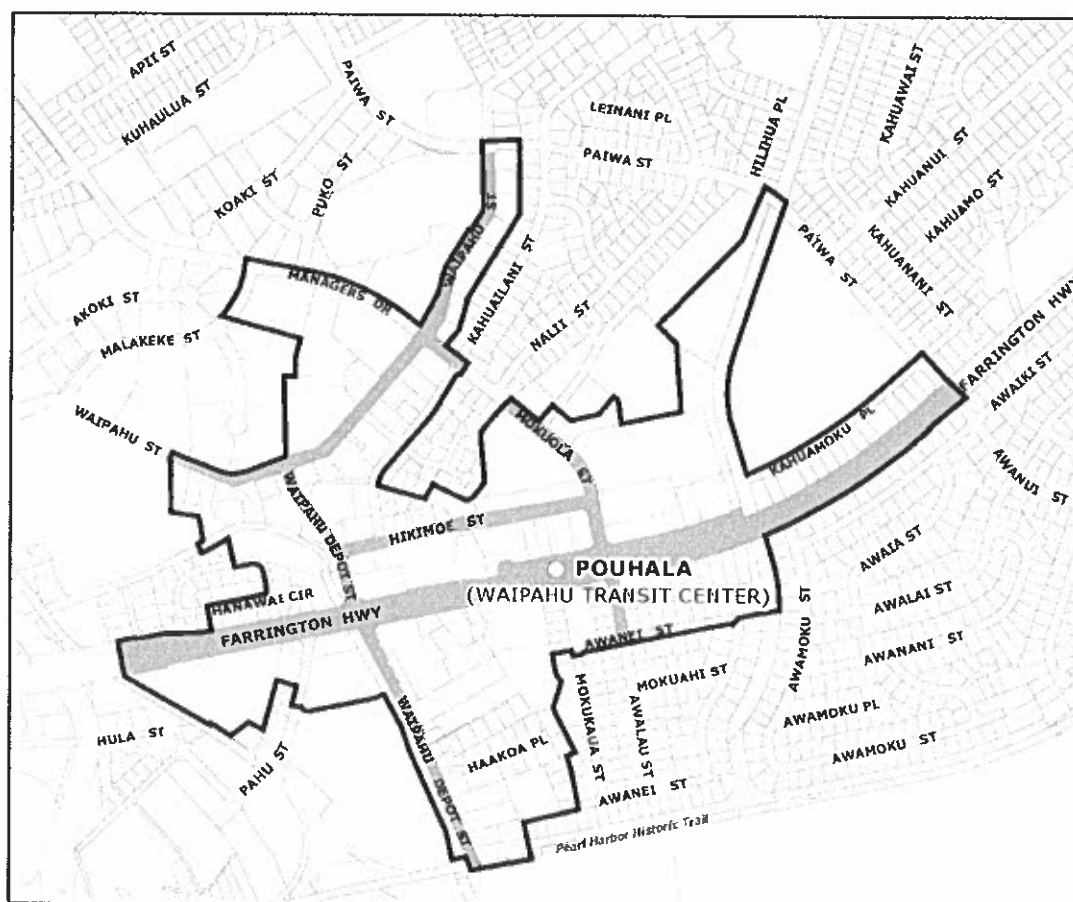 APII ST
KUHAULUA ST
PAIWA ST
KOAKI ST
PUKO ST
LEINANI PL
PAIWA ST
HILIHUA PL
KAHUAWAI ST
KAHUANUI ST
KAHUAMO ST
KAHUANANI ST
PAIWA ST
WAIPAHU ST
KAHUAILANI ST
MANAGERS DR
AKOKI ST
MALAKEKE ST
NALII ST
FARRINGTON HWY
AWAIKI ST
WAIPAHU ST
MOKUOLA ST
KAHUAMOKU PL
AWANUI ST
WAIPAHU DEPOT ST
HIKIMOE ST
POUHALA
(WAIPAHU TRANSIT CENTER)
AWAIA ST
HANAWAI CIR
FARRINGTON HWY
AWANEI ST
AWAMOKU ST
AWALAI ST
AWANANI ST
MOKUAHI ST
MOKUKAUA ST
AWALAU ST
AWAMOKU PL
AWAMOKU ST
HULA ST
PAHU ST
WAIPAHU DEPOT ST
HAAKOA PL
AWANEI ST
Pearl Harbor Historic Trail